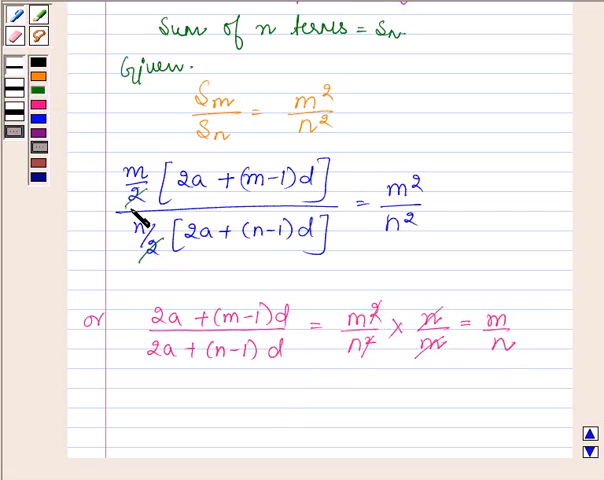 Sum of n terms = Sn
Given.
Sm/Sn = m²/n²
m/2 [2a + (m-1)d] / n/2 [2a + (n-1)d] = m²/n²
or 2a + (m-1)d / 2a + (n-1)d = m²/n² × n/m = m/n